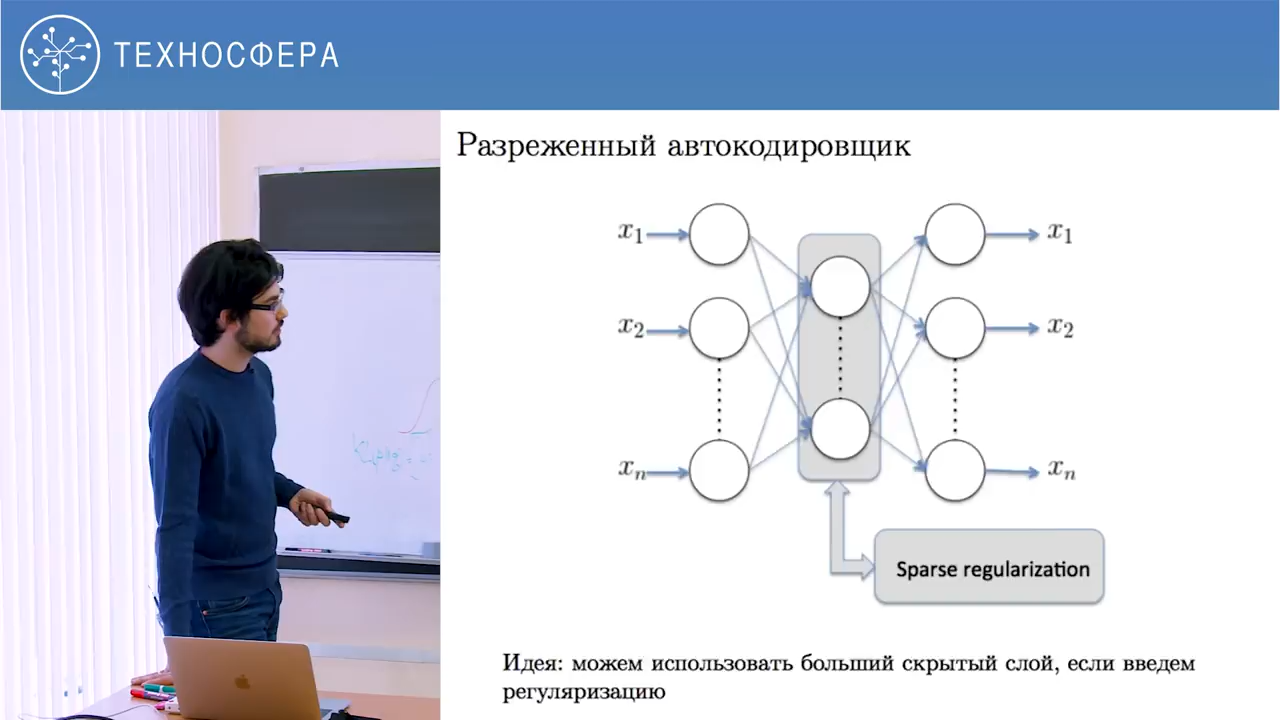 ТЕХНОСФЕРА
Разреженный автокодировщик
x1 x1
x2 x2
xn xn
Sparse regularization
Идея: можем использовать больший скрытый слой, если введем
регуляризацию